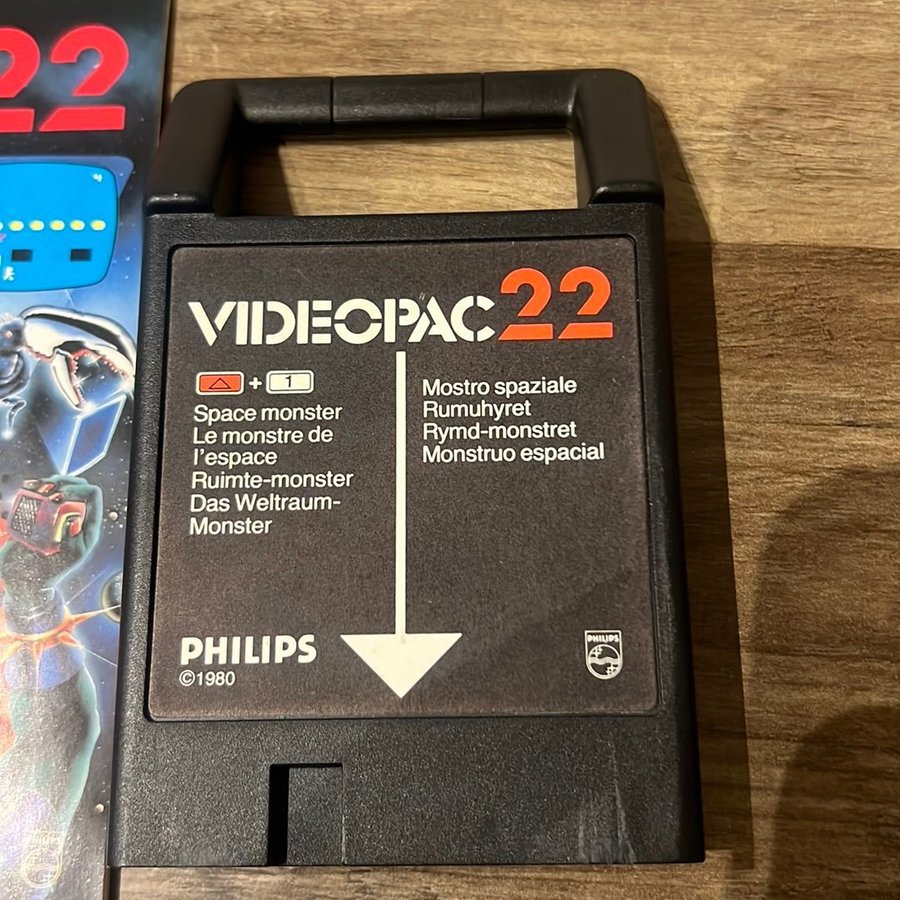 22
VIDEOPAC 22
+ 1
Space monster
Le monstre de
l'espace
Ruimte-monster
Das Weltraum-
Monster
Mostro spaziale
Rumuhyret
Rymd-monstret
Monstruo espacial
PHILIPS
©1980
PHILIPS